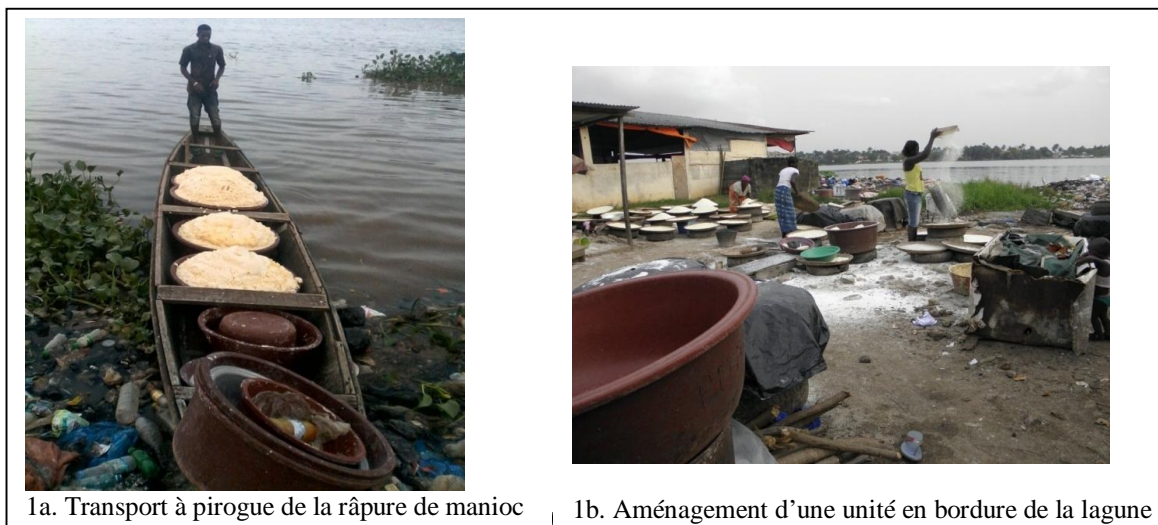 1a. Transport à pirogue de la râpure de manioc
1b. Aménagement d’une unité en bordure de la lagune